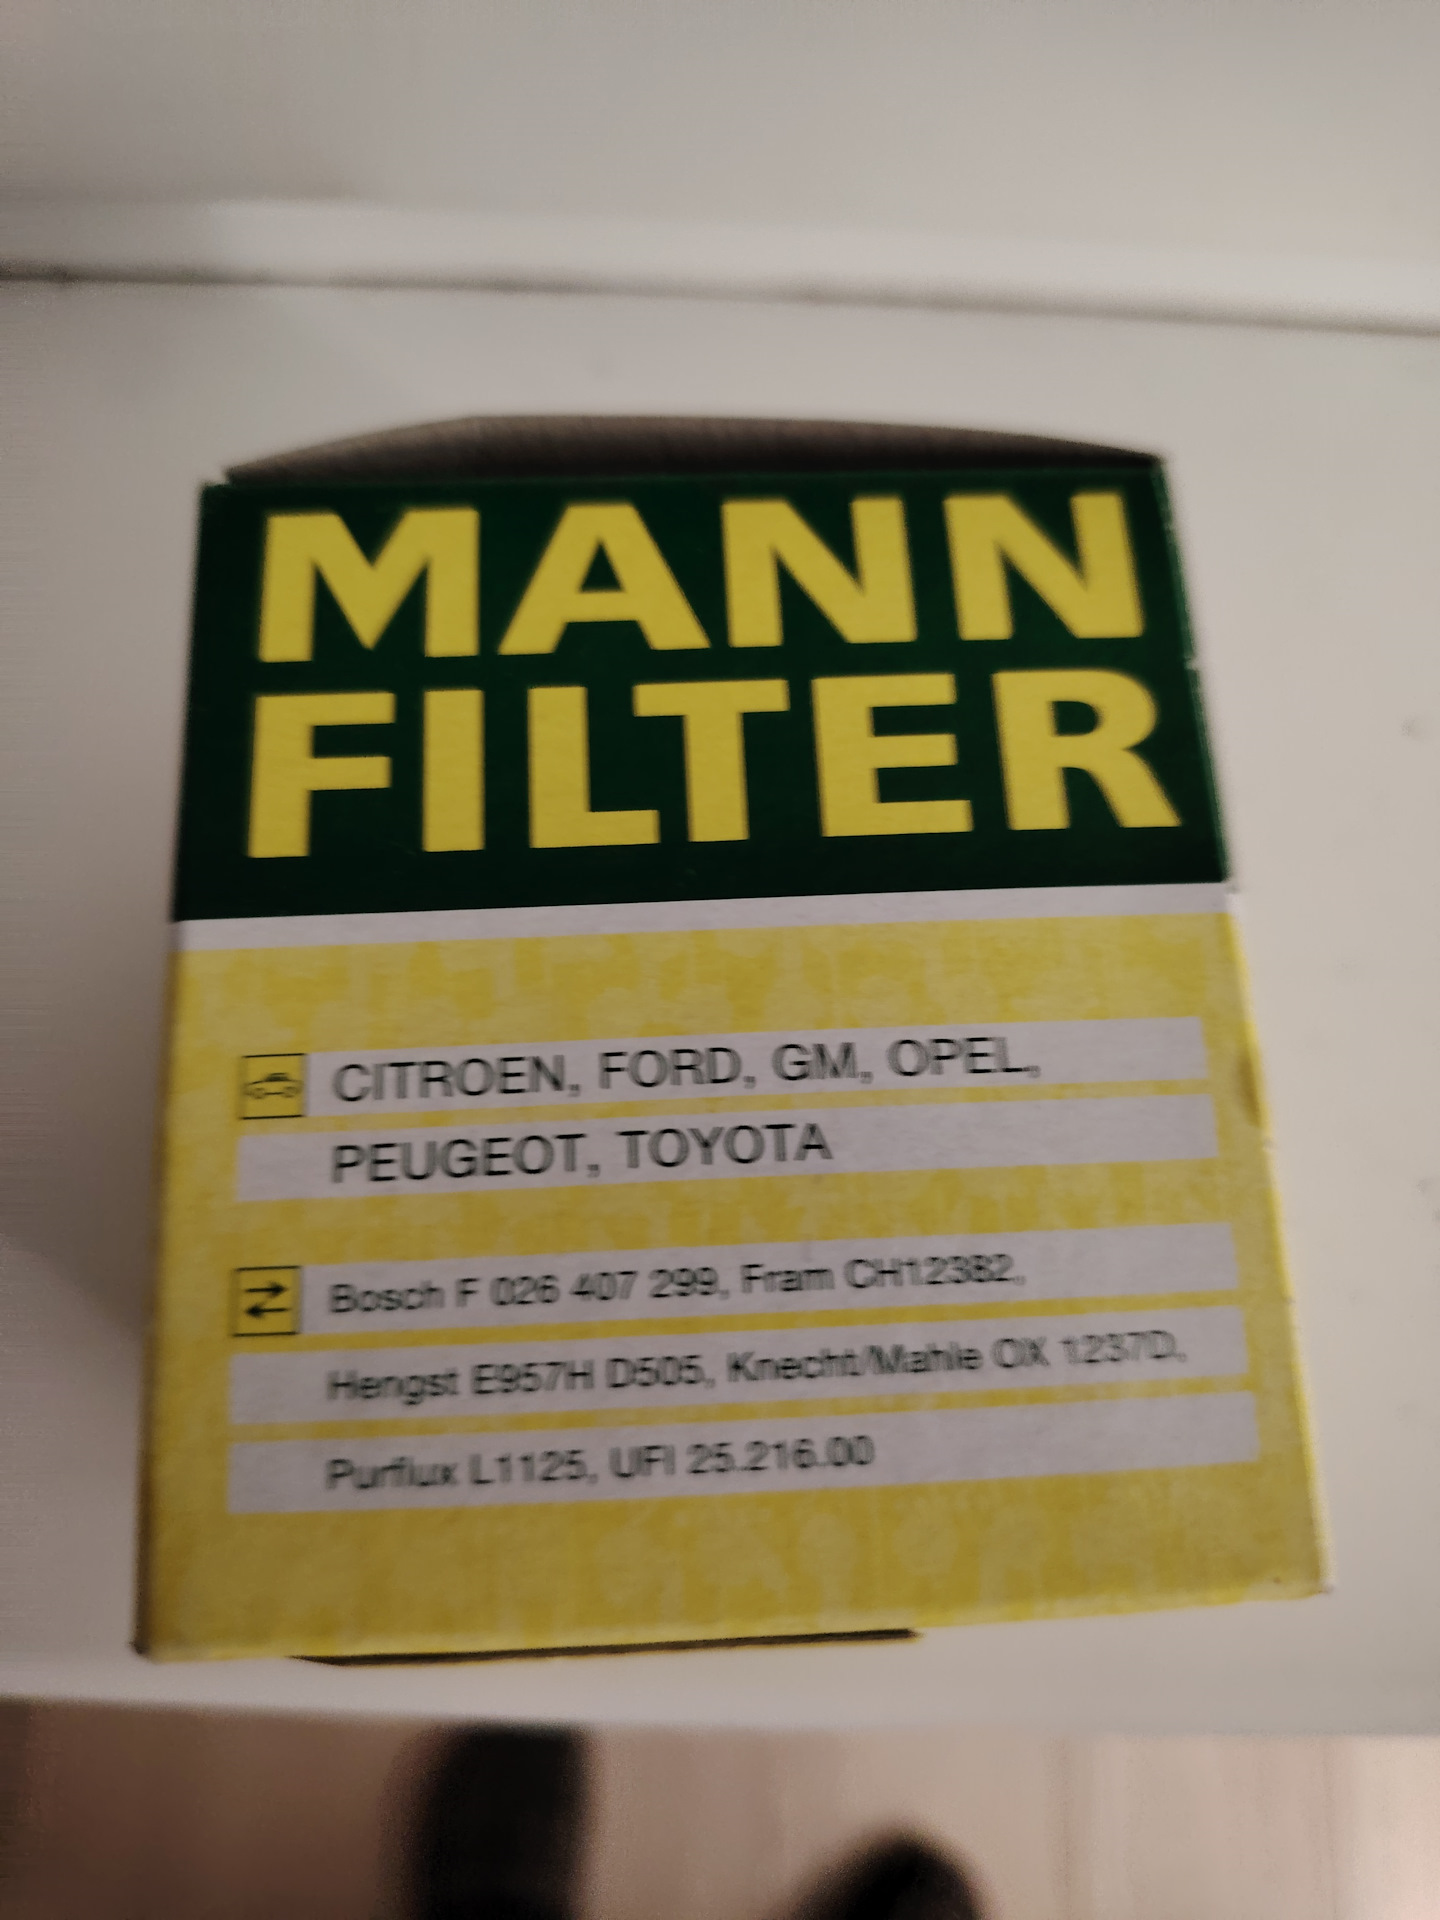 MANN
FILTER
CITROEN, FORD, GM, OPEL,
PEUGEOT, TOYOTA
Bosch F 026 407 299, Fram CH12382,
Hengst E957H D505, Knecht/Mahle OX 1237D,
Purflux L1125, UFI 25.216.00